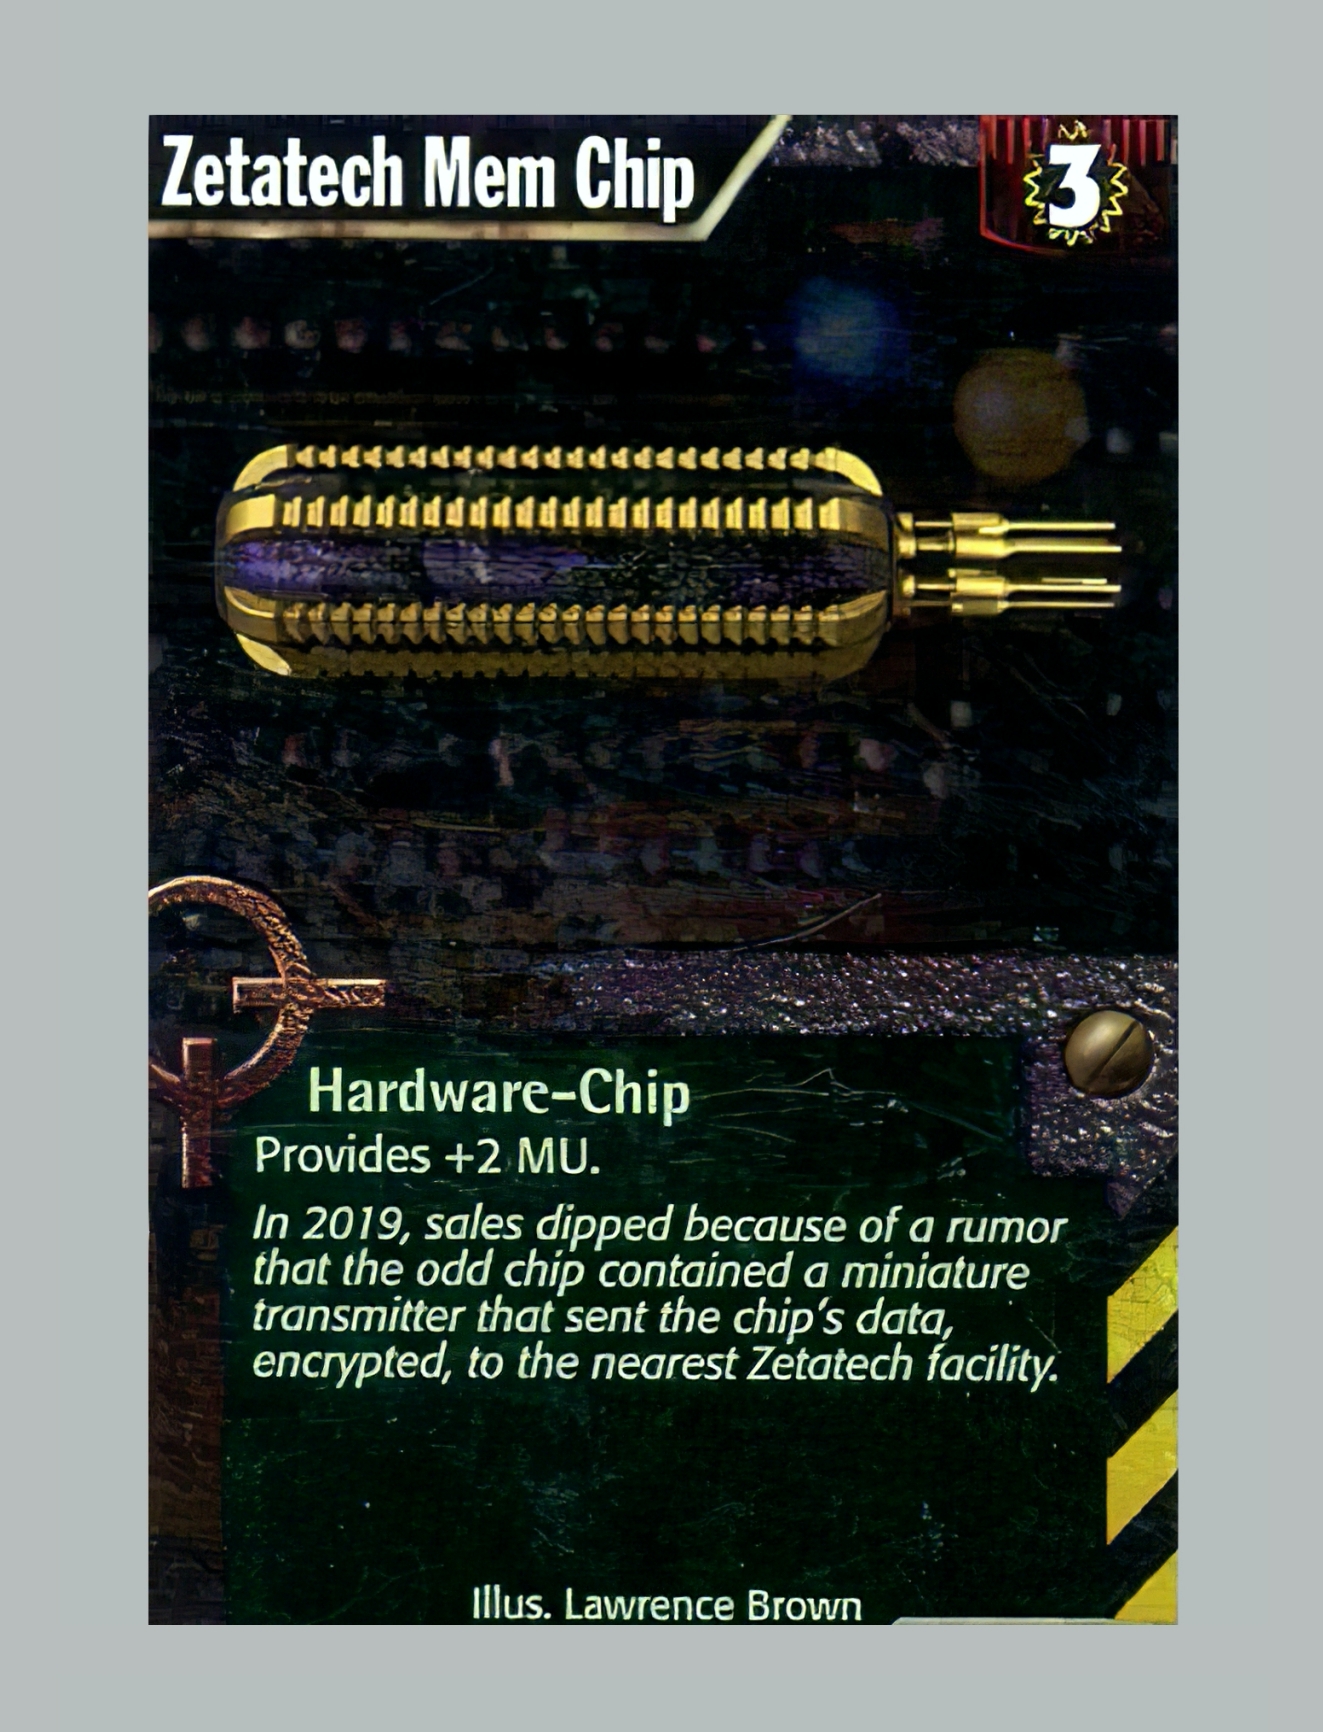 Zetatech Mem Chip
3
Hardware-Chip
Provides +2 MU.
In 2019, sales dipped because of a rumor
that the odd chip contained a miniature
transmitter that sent the chip's data,
encrypted, to the nearest Zetatech facility.
Illus. Lawrence Brown